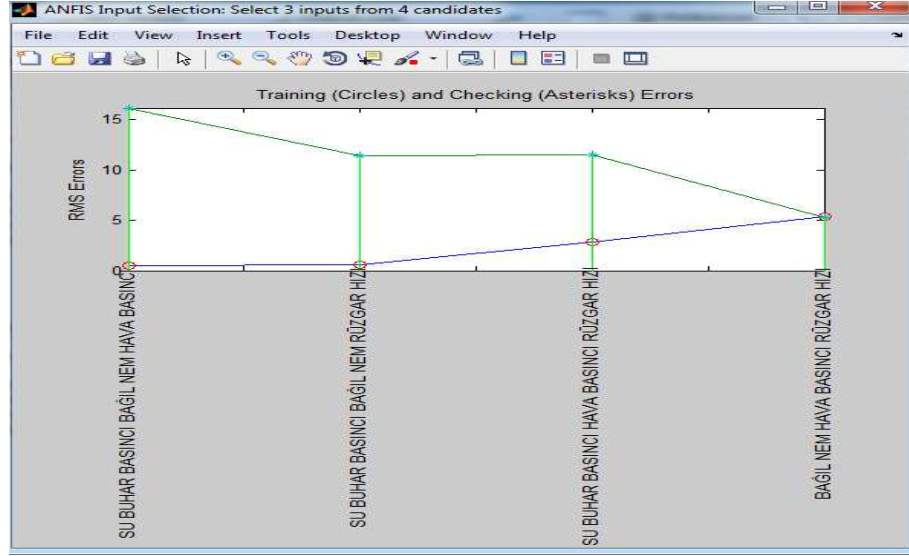 ANFIS Input Selection: Select 3 inputs from 4 candidates
File Edit View Insert Tools Desktop Window Help
Training (Circles) and Checking (Asterisks) Errors
RMS Errors
15
10
5
0
SU BUHAR BASINCI BAĞIL NEM HAVA BASINCI
SU BUHAR BASINCI BAĞIL NEM RÜZGAR HIZI
SU BUHAR BASINCI HAVA BASINCI RÜZGAR HIZI
BAĞIL NEM HAVA BASINCI RÜZGAR HIZI